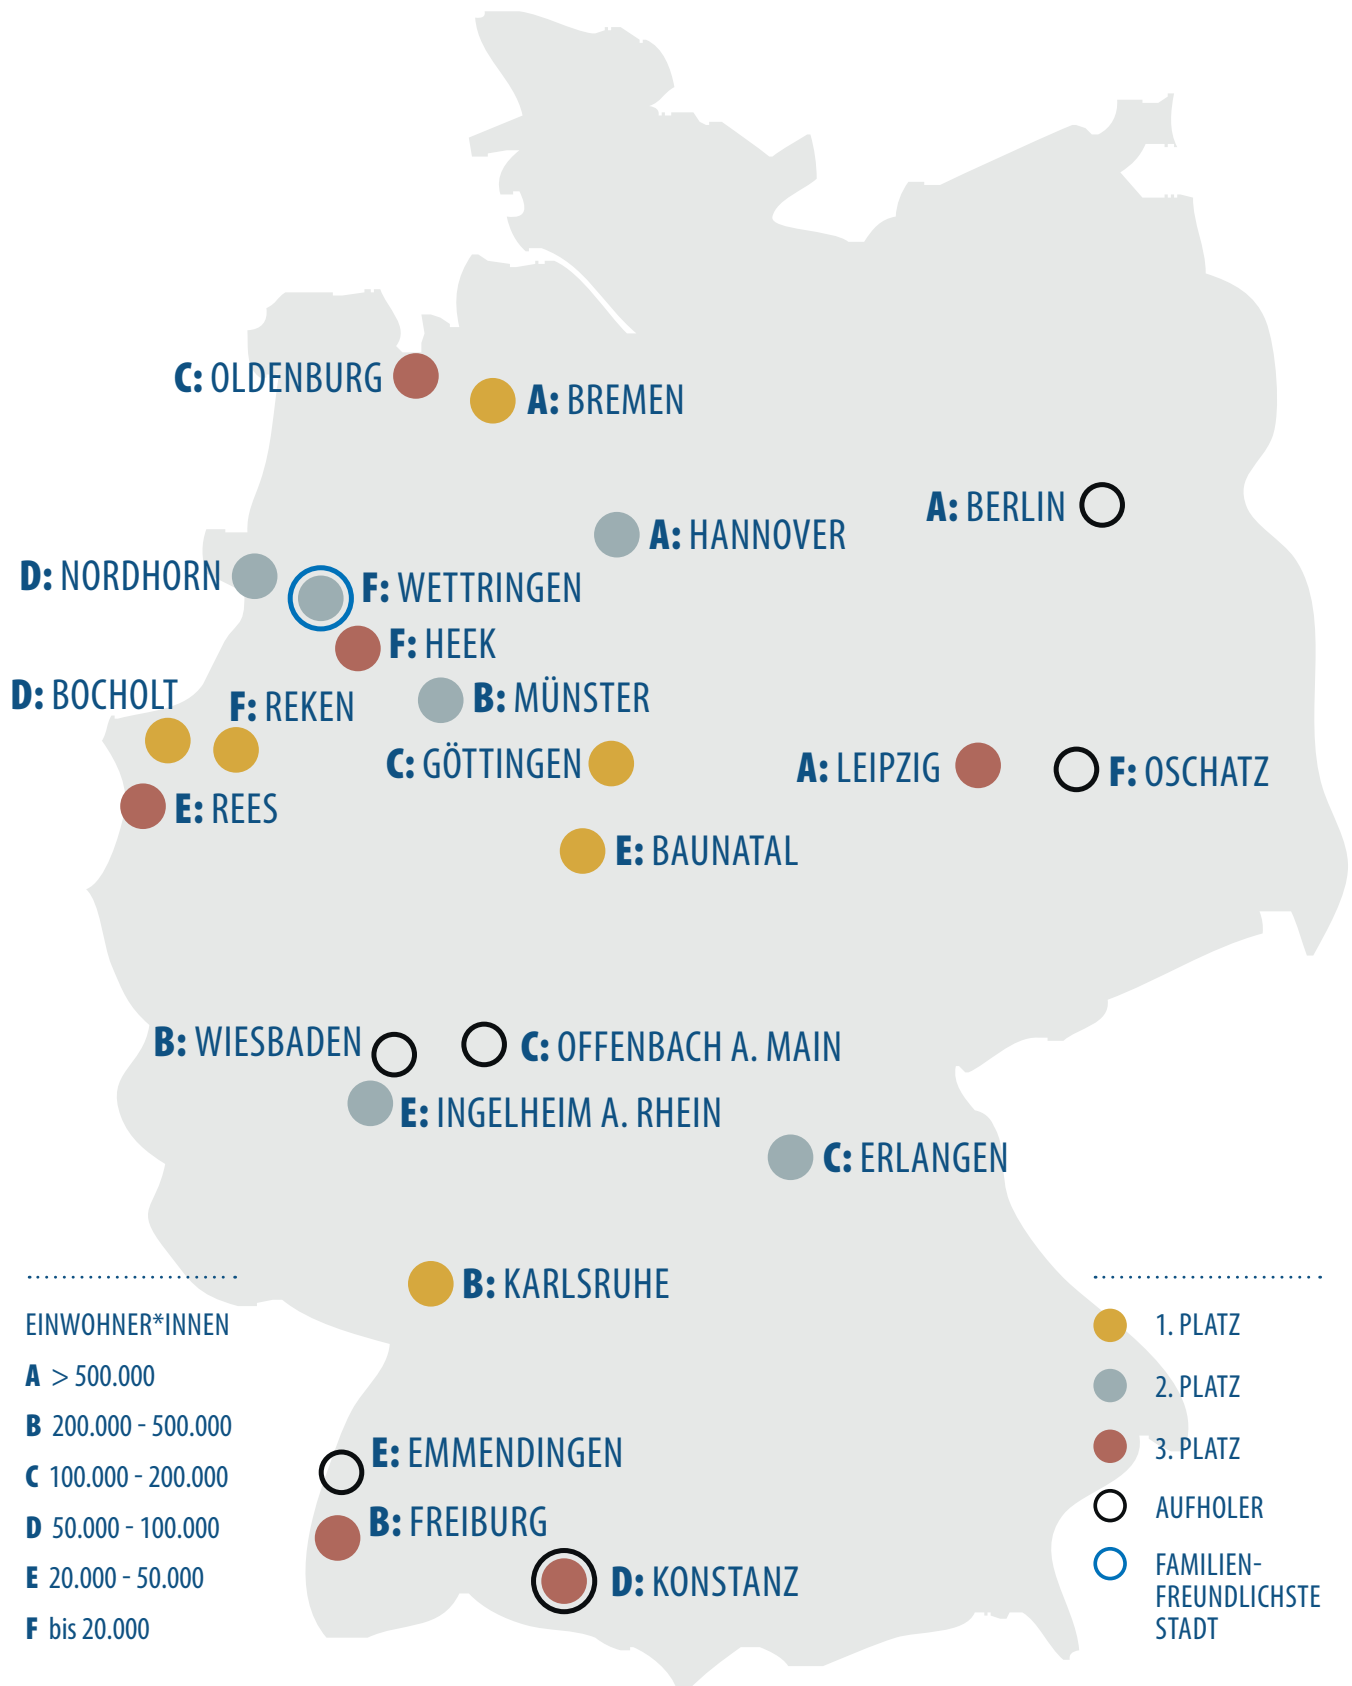 C: OLDENBURG
A: BREMEN
A: BERLIN
A: HANNOVER
D: NORDHORN
F: WETTRINGEN
F: HEEK
D: BOCHOLT
F: REKEN
B: MÜNSTER
C: GÖTTINGEN
A: LEIPZIG
F: OSCHATZ
E: REES
E: BAUNATAL
B: WIESBADEN
C: OFFENBACH A. MAIN
E: INGELHEIM A. RHEIN
C: ERLANGEN
B: KARLSRUHE
E: EMMENDINGEN
B: FREIBURG
D: KONSTANZ
EINWOHNER*INNEN
A > 500.000
B 200.000 - 500.000
C 100.000 - 200.000
D 50.000 - 100.000
E 20.000 - 50.000
F bis 20.000
1. PLATZ
2. PLATZ
3. PLATZ
AUFHOLER
FAMILIEN-
FREUNDLICHSTE
STADT